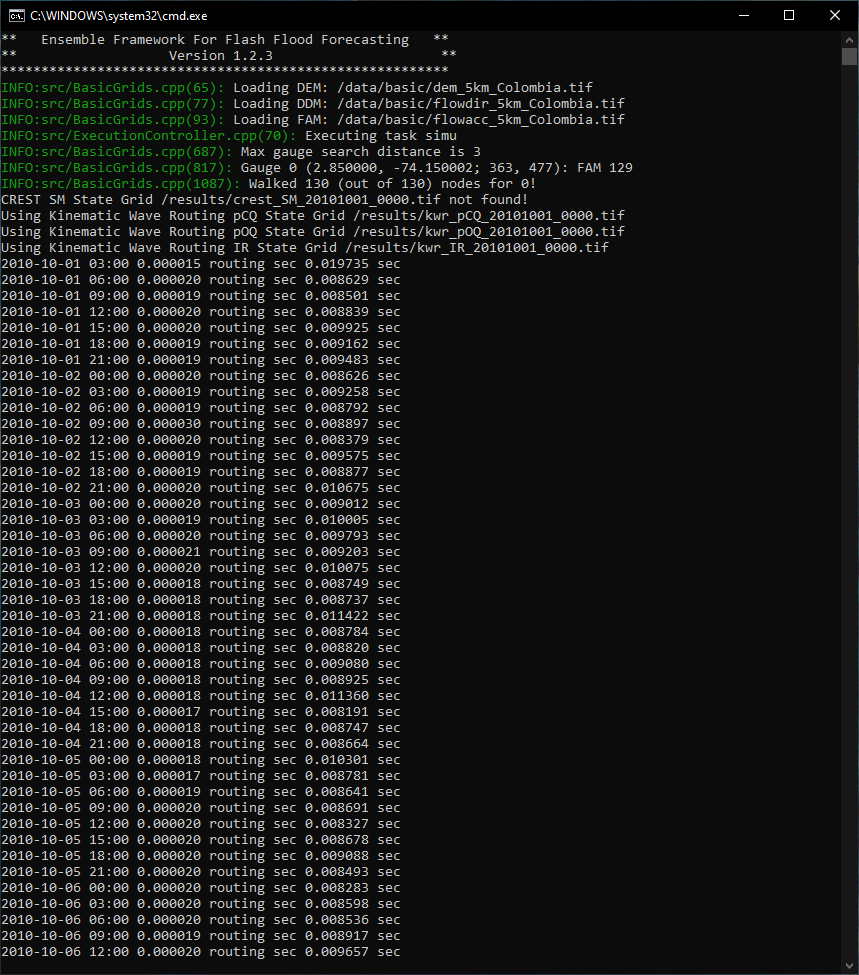 C:\WINDOWS\system32\cmd.exe
** Ensemble Framework For Flash Flood Forecasting **
** Version 1.2.3 **
********************************************************
INFO:src/BasicGrids.cpp(65): Loading DEM: /data/basic/dem_5km_Colombia.tif
INFO:src/BasicGrids.cpp(77): Loading DDM: /data/basic/flowdir_5km_Colombia.tif
INFO:src/BasicGrids.cpp(93): Loading FAM: /data/basic/flowacc_5km_Colombia.tif
INFO:src/ExecutionController.cpp(70): Executing task simu
INFO:src/BasicGrids.cpp(687): Max gauge search distance is 3
INFO:src/BasicGrids.cpp(817): Gauge 0 (2.850000, -74.150002; 363, 477): FAM 129
INFO:src/BasicGrids.cpp(1087): Walked 130 (out of 130) nodes for 0!
CREST SM State Grid /results/crest_SM_20101001_0000.tif not found!
Using Kinematic Wave Routing pCQ State Grid /results/kwr_pCQ_20101001_0000.tif
Using Kinematic Wave Routing pOQ State Grid /results/kwr_pOQ_20101001_0000.tif
Using Kinematic Wave Routing IR State Grid /results/kwr_IR_20101001_0000.tif
2010-10-01 03:00 0.000015 routing sec 0.019735 sec
2010-10-01 06:00 0.000020 routing sec 0.008629 sec
2010-10-01 09:00 0.000019 routing sec 0.008501 sec
2010-10-01 12:00 0.000020 routing sec 0.008839 sec
2010-10-01 15:00 0.000020 routing sec 0.009925 sec
2010-10-01 18:00 0.000019 routing sec 0.009162 sec
2010-10-01 21:00 0.000019 routing sec 0.009483 sec
2010-10-02 00:00 0.000020 routing sec 0.008626 sec
2010-10-02 03:00 0.000019 routing sec 0.009258 sec
2010-10-02 06:00 0.000019 routing sec 0.008792 sec
2010-10-02 09:00 0.000030 routing sec 0.008897 sec
2010-10-02 12:00 0.000020 routing sec 0.008379 sec
2010-10-02 15:00 0.000019 routing sec 0.009575 sec
2010-10-02 18:00 0.000019 routing sec 0.008877 sec
2010-10-02 21:00 0.000020 routing sec 0.010675 sec
2010-10-03 00:00 0.000020 routing sec 0.009012 sec
2010-10-03 03:00 0.000019 routing sec 0.010005 sec
2010-10-03 06:00 0.000020 routing sec 0.009793 sec
2010-10-03 09:00 0.000021 routing sec 0.009203 sec
2010-10-03 12:00 0.000020 routing sec 0.010075 sec
2010-10-03 15:00 0.000018 routing sec 0.008749 sec
2010-10-03 18:00 0.000018 routing sec 0.008737 sec
2010-10-03 21:00 0.000018 routing sec 0.011422 sec
2010-10-04 00:00 0.000018 routing sec 0.008784 sec
2010-10-04 03:00 0.000018 routing sec 0.008820 sec
2010-10-04 06:00 0.000018 routing sec 0.009080 sec
2010-10-04 09:00 0.000018 routing sec 0.008925 sec
2010-10-04 12:00 0.000018 routing sec 0.011360 sec
2010-10-04 15:00 0.000017 routing sec 0.008191 sec
2010-10-04 18:00 0.000018 routing sec 0.008747 sec
2010-10-04 21:00 0.000018 routing sec 0.008664 sec
2010-10-05 00:00 0.000018 routing sec 0.010301 sec
2010-10-05 03:00 0.000017 routing sec 0.008781 sec
2010-10-05 06:00 0.000019 routing sec 0.008641 sec
2010-10-05 09:00 0.000020 routing sec 0.008691 sec
2010-10-05 12:00 0.000020 routing sec 0.008327 sec
2010-10-05 15:00 0.000020 routing sec 0.008678 sec
2010-10-05 18:00 0.000020 routing sec 0.009088 sec
2010-10-05 21:00 0.000020 routing sec 0.008493 sec
2010-10-06 00:00 0.000020 routing sec 0.008283 sec
2010-10-06 03:00 0.000020 routing sec 0.008598 sec
2010-10-06 06:00 0.000020 routing sec 0.008536 sec
2010-10-06 09:00 0.000019 routing sec 0.008917 sec
2010-10-06 12:00 0.000020 routing sec 0.009657 sec